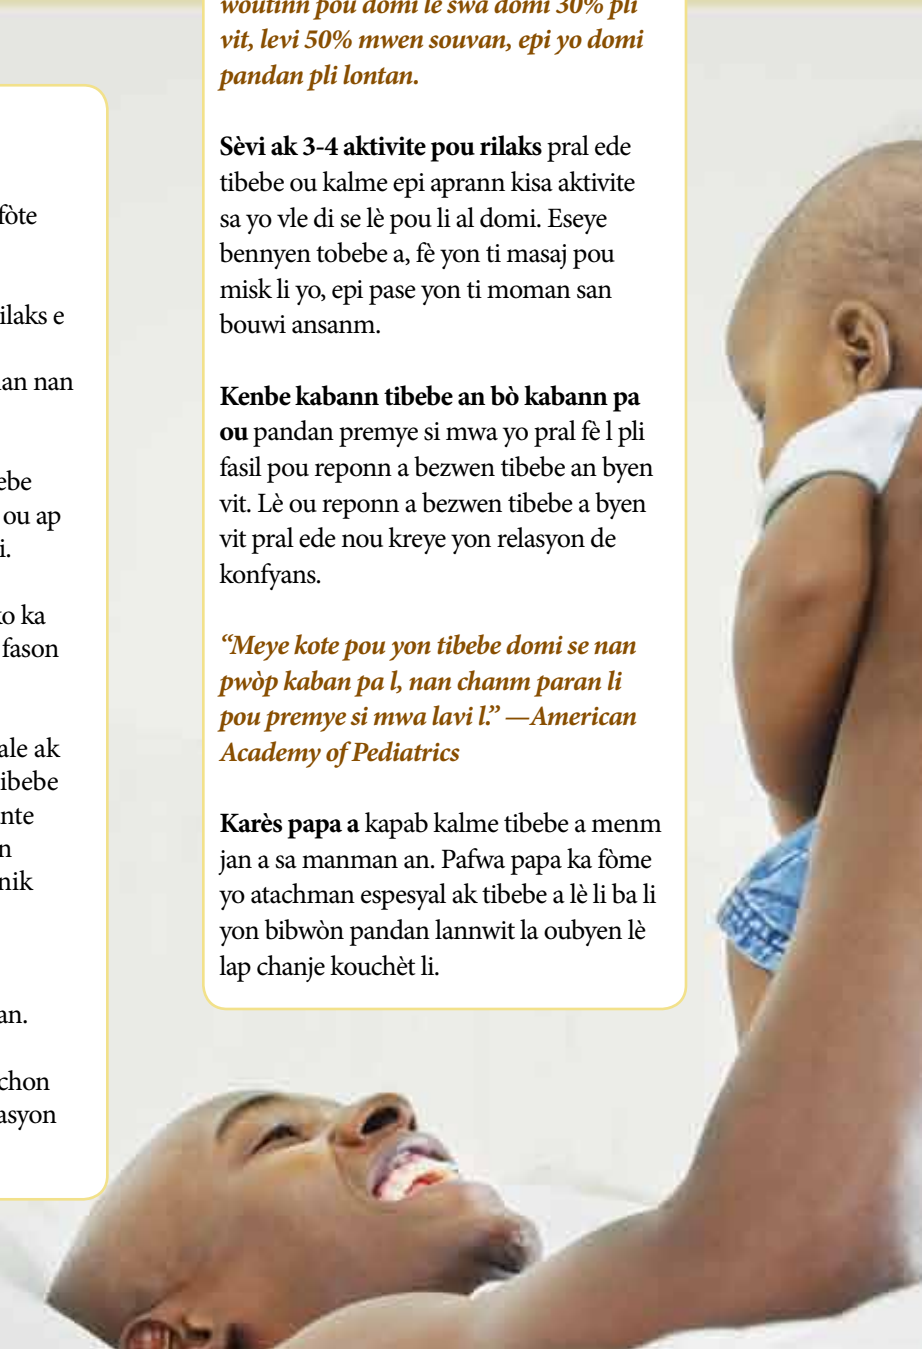 fòte
ilaks e
an nan
ebe
ou ap
i.
o ka
fason
ale ak
ibebe
nte
n
nik
an.
chon
asyon
woutinn pou domi le swa domi 30% pli
vit, levi 50% mwen souvan, epi yo domi
pandan pli lontan.
Sèvi ak 3-4 aktivite pou rilaks pral ede
tibebe ou kalme epi aprann kisa aktivite
sa yo vle di se lè pou li al domi. Eseye
bennyen tobebe a, fè yon ti masaj pou
misk li yo, epi pase yon ti moman san
bouwi ansanm.
Kenbe kabann tibebe an bò kabann pa
ou pandan premye si mwa yo pral fè l pli
fasil pou reponn a bezwen tibebe an byen
vit. Lè ou reponn a bezwen tibebe a byen
vit pral ede nou kreye yon relasyon de
konfyans.
“Meye kote pou yon tibebe domi se nan
pwòp kaban pa l, nan chanm paran li
pou premye si mwa lavi l.” —American
Academy of Pediatrics
Karès papa a kapab kalme tibebe a menm
jan a sa manman an. Pafwa papa ka fòme
yo atachman espesyal ak tibebe a lè li ba li
yon bibwòn pandan lannwit la oubyen lè
lap chanje kouchèt li.